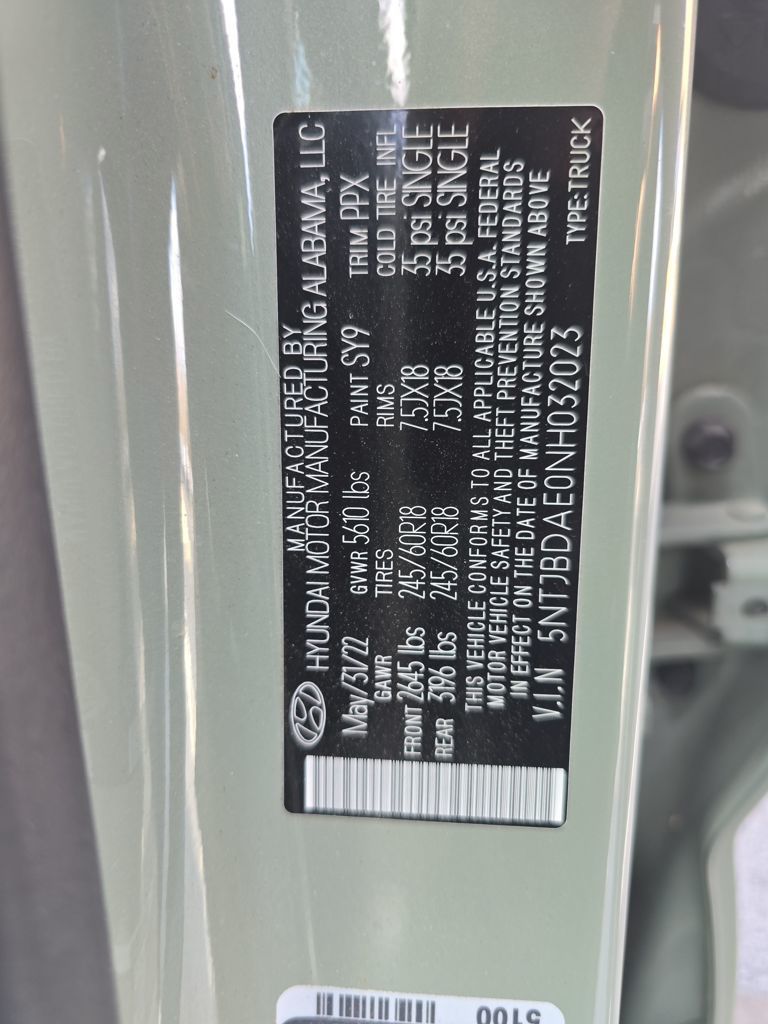 MANUFACTURED BY
HYUNDAI MOTOR MANUFACTURING ALABAMA, LLC
May/31/22 GVWR 5610 lbs PAINT SY9 TRIM PPX
GAWR TIRES RIMS COLD TIRE INFL
FRONT 2645 lbs 245/60R18 7.5JX18 35 psi SINGLE
REAR 3196 lbs 245/60R18 7.5JX18 35 psi SINGLE
THIS VEHICLE CONFORMS TO ALL APPLICABLE U.S.A. FEDERAL
MOTOR VEHICLE SAFETY AND THEFT PREVENTION STANDARDS
IN EFFECT ON THE DATE OF MANUFACTURE SHOWN ABOVE
V.I.N 5NTJBDAE0NH032023 TYPE:TRUCK
5100